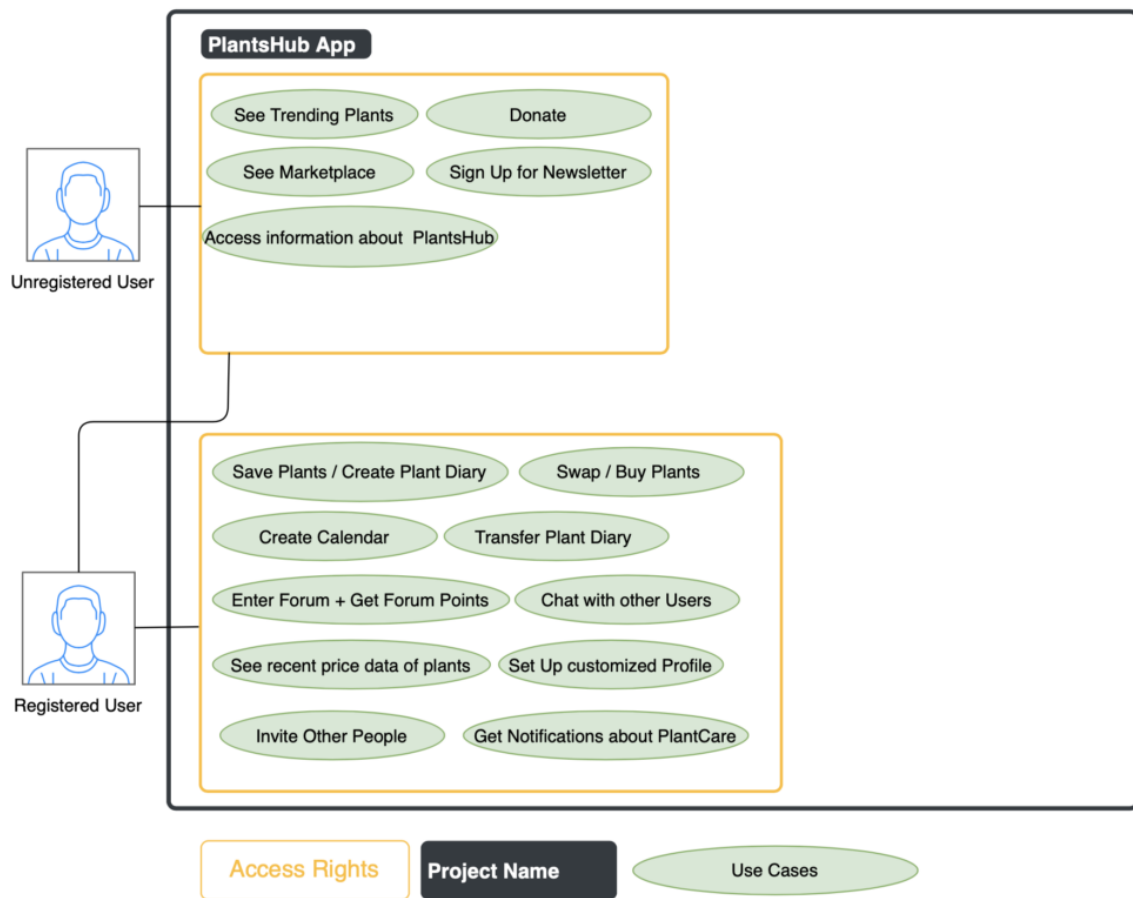 PlantsHub App
See Trending Plants
Donate
See Marketplace
Sign Up for Newsletter
Access information about PlantsHub
Unregistered User
Save Plants / Create Plant Diary
Swap / Buy Plants
Create Calendar
Transfer Plant Diary
Enter Forum + Get Forum Points
Chat with other Users
See recent price data of plants
Set Up customized Profile
Registered User
Invite Other People
Get Notifications about PlantCare
Access Rights
Project Name
Use Cases